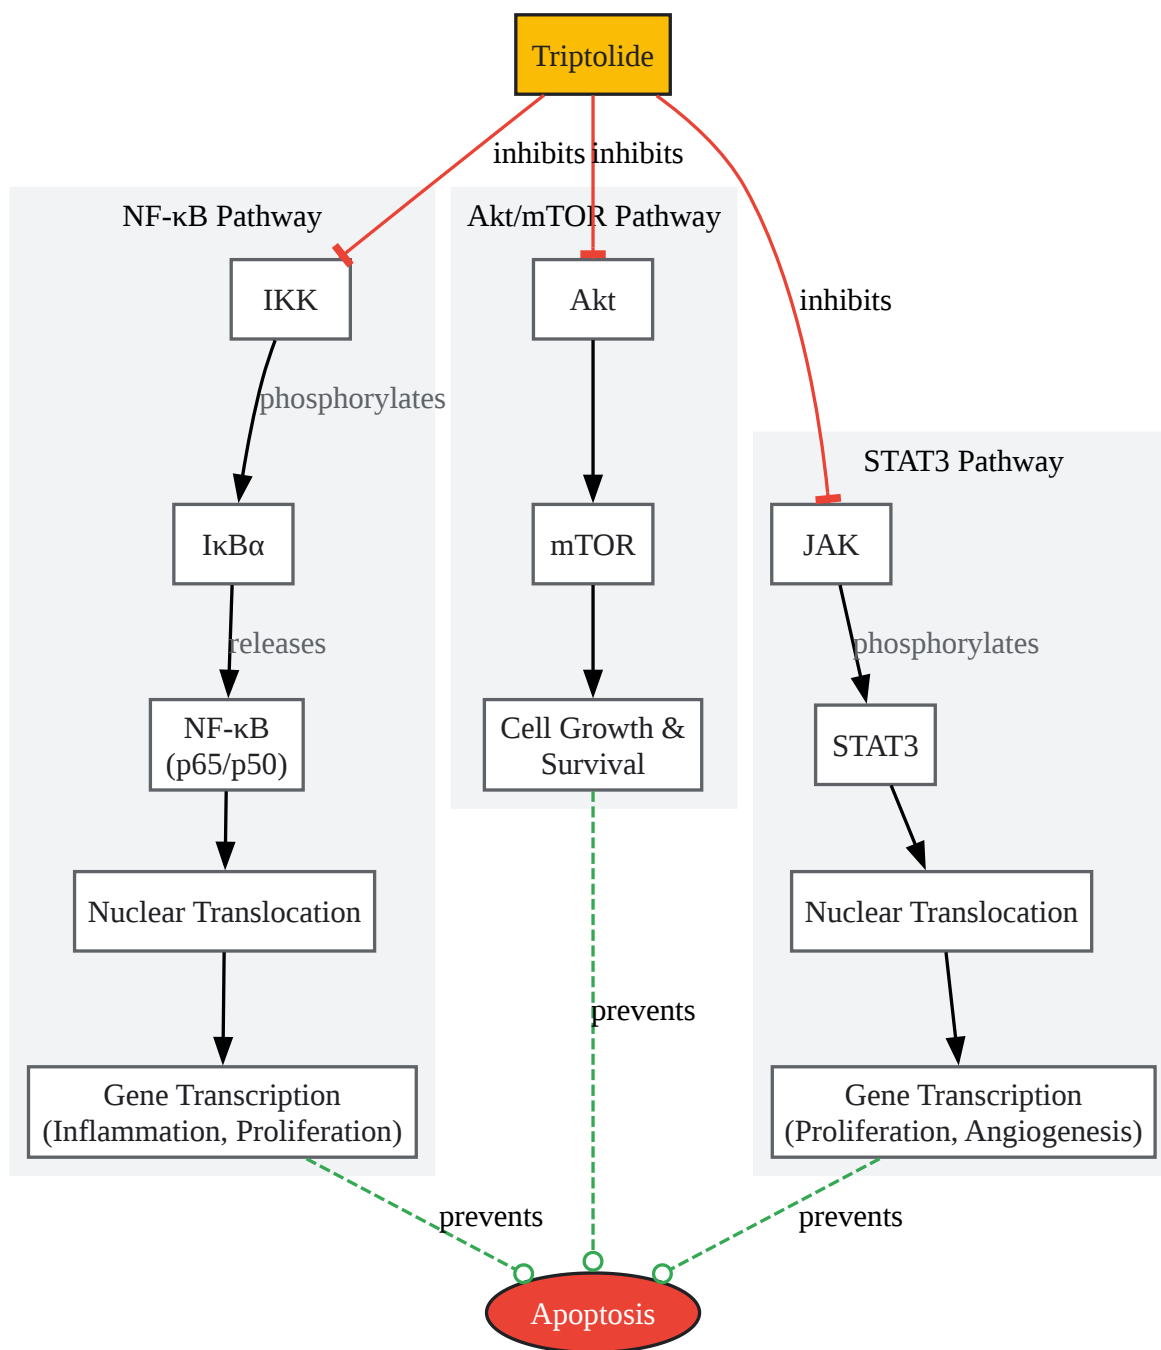 Triptolide
inhibits
inhibits
inhibits
NF-κB Pathway
IKK
phosphorylates
IκBα
releases
NF-κB
(p65/p50)
Nuclear Translocation
Gene Transcription
(Inflammation, Proliferation)
prevents
Akt/mTOR Pathway
Akt
mTOR
Cell Growth &
Survival
prevents
STAT3 Pathway
JAK
phosphorylates
STAT3
Nuclear Translocation
Gene Transcription
(Proliferation, Angiogenesis)
prevents
Apoptosis